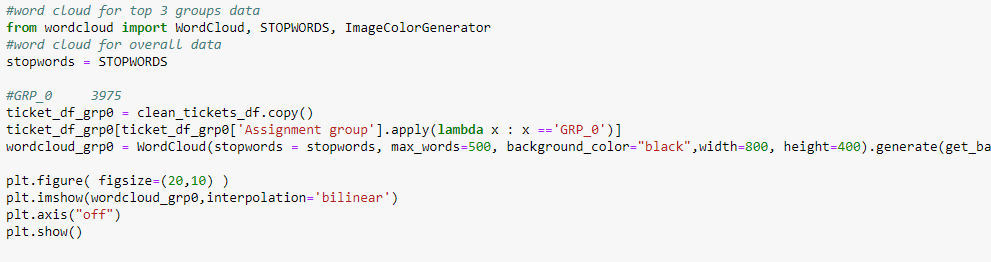 #word cloud for top 3 groups data
from wordcloud import WordCloud, STOPWORDS, ImageColorGenerator
#word cloud for overall data
stopwords = STOPWORDS
#GRP_0     3975
ticket_df_grp0 = clean_tickets_df.copy()
ticket_df_grp0[ticket_df_grp0['Assignment group'].apply(lambda x : x =='GRP_0')]
wordcloud_grp0 = WordCloud(stopwords = stopwords, max_words=500, background_color="black",width=800, height=400).generate(get_ba
plt.figure( figsize=(20,10) )
plt.imshow(wordcloud_grp0,interpolation='bilinear')
plt.axis("off")
plt.show()